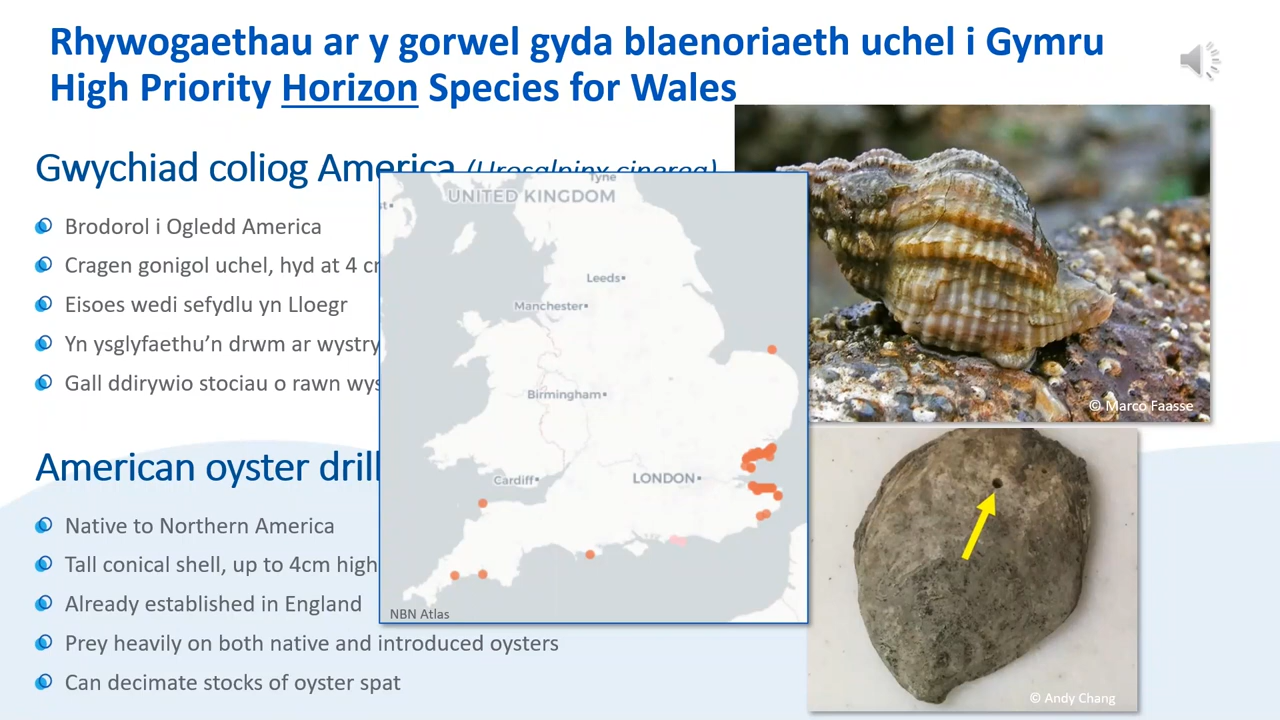 Rhywogaethau ar y gorwel gyda blaenoriaeth uchel i Gymru
High Priority Horizon Species for Wales
Gwychiad coliog America (Urosalpinx cinerea)
Brodorol i Ogledd America
Cragen gonigol uchel, hyd at 4
Eisoes wedi sefydlu yn Lloegr
Yn ysglyfaethu’n drwm ar
Gall ddirywio stociau o rawn
American oyster drill
Native to Northern America
Tall conical shell, up to 4cm high
Already established in England
Prey heavily on both native and introduced oysters
Can decimate stocks of oyster spat
Tyne
UNITED KINGDOM
Leeds
Manchester
Birmingham
Cardiff
LONDON
NBN Atlas
© Marco Faasse
© Andy Chang